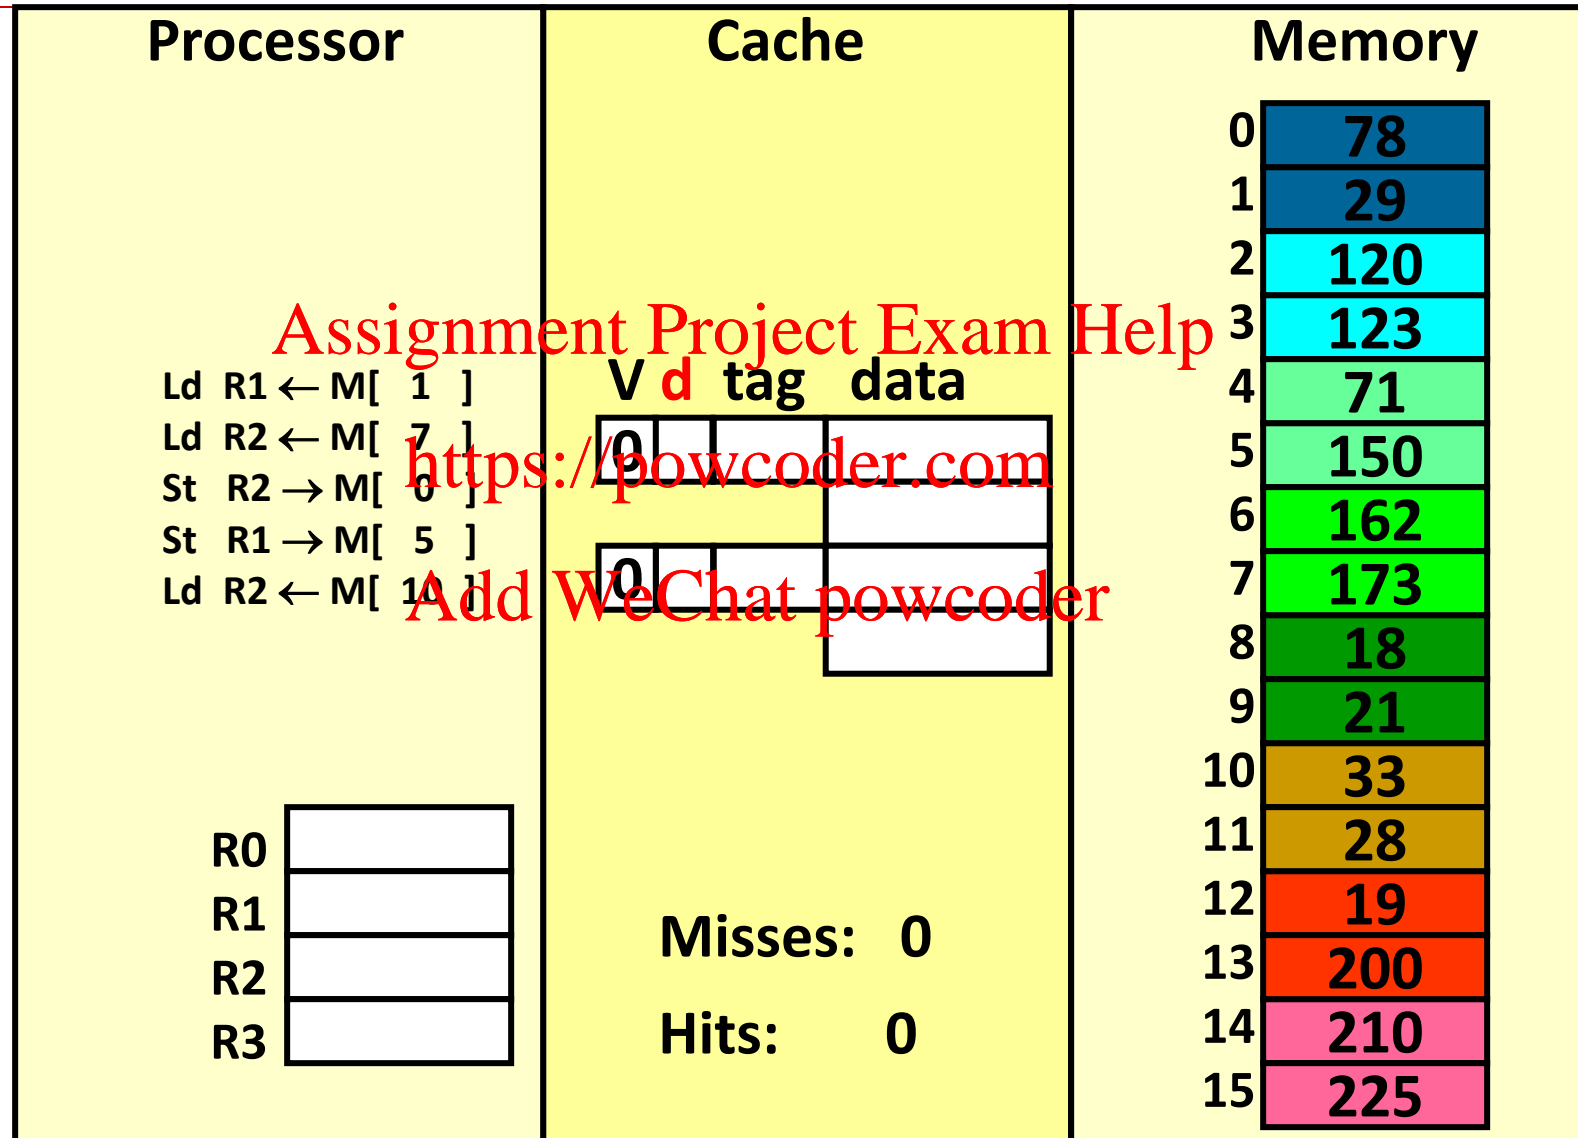 Processor
Cache
Memory
Assignment Project Exam Help
https://powcoder.com
Add WeChat powcoder
Ld R1 ← M[ 1 ]
Ld R2 ← M[ 7 ]
St R2 → M[ 0 ]
St R1 → M[ 5 ]
Ld R2 ← M[ 10 ]
V d tag data
0
0
R0
R1
R2
R3
Misses: 0
Hits: 0
0 78
1 29
2 120
3 123
4 71
5 150
6 162
7 173
8 18
9 21
10 33
11 28
12 19
13 200
14 210
15 225